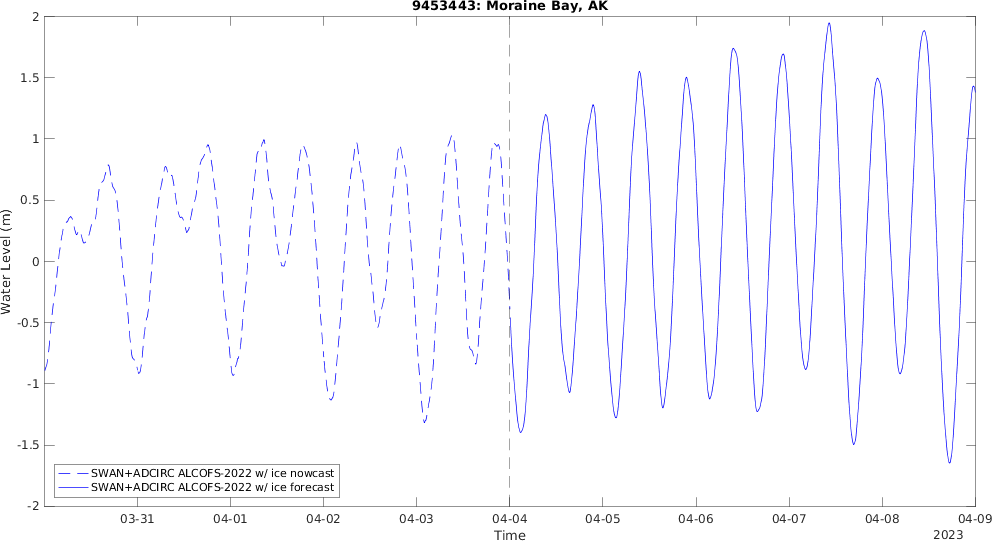 9453443: Moraine Bay, AK
Water Level (m)
2
1.5
1
0.5
0
-0.5
-1
-1.5
-2
SWAN+ADCIRC ALCOFS-2022 w/ ice nowcast
SWAN+ADCIRC ALCOFS-2022 w/ ice forecast
03-31 04-01 04-02 04-03 04-04 04-05 04-06 04-07 04-08 04-09
Time
2023